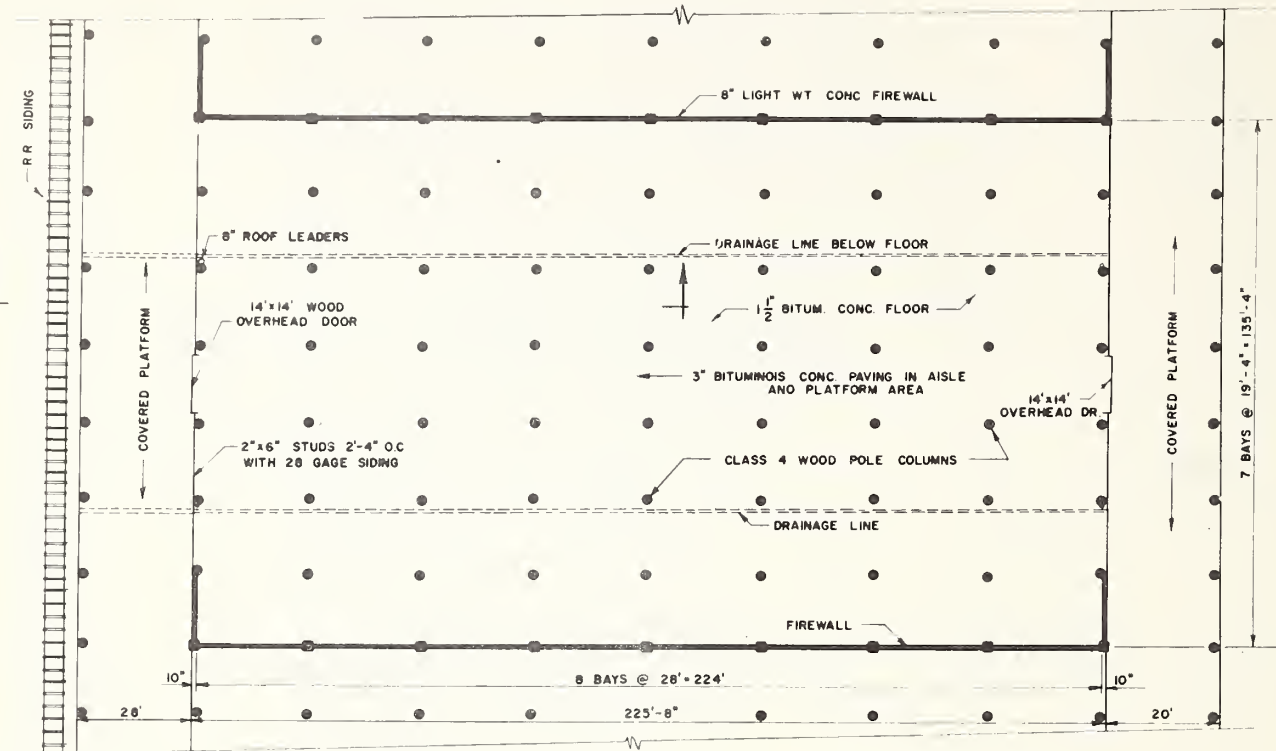 8" LIGHT WT CONC FIREWALL
RR SIDING
8" ROOF LEADERS
DRAINAGE LINE BELOW FLOOR
14'x14' WOOD
OVERHEAD DOOR
1 1/2" BITUM. CONC. FLOOR
COVERED PLATFORM
3" BITUMINOIS CONC. PAVING IN AISLE
AND PLATFORM AREA
14'x14'
OVERHEAD DR.
COVERED PLATFORM
7 BAYS @ 19'-4" = 135'-4"
2"x6" STUDS 2'-4" O.C
WITH 28 GAGE SIDING
CLASS 4 WOOD POLE COLUMNS
DRAINAGE LINE
FIREWALL
10"
8 BAYS @ 28' = 224'
10"
28'
225'-8"
20'